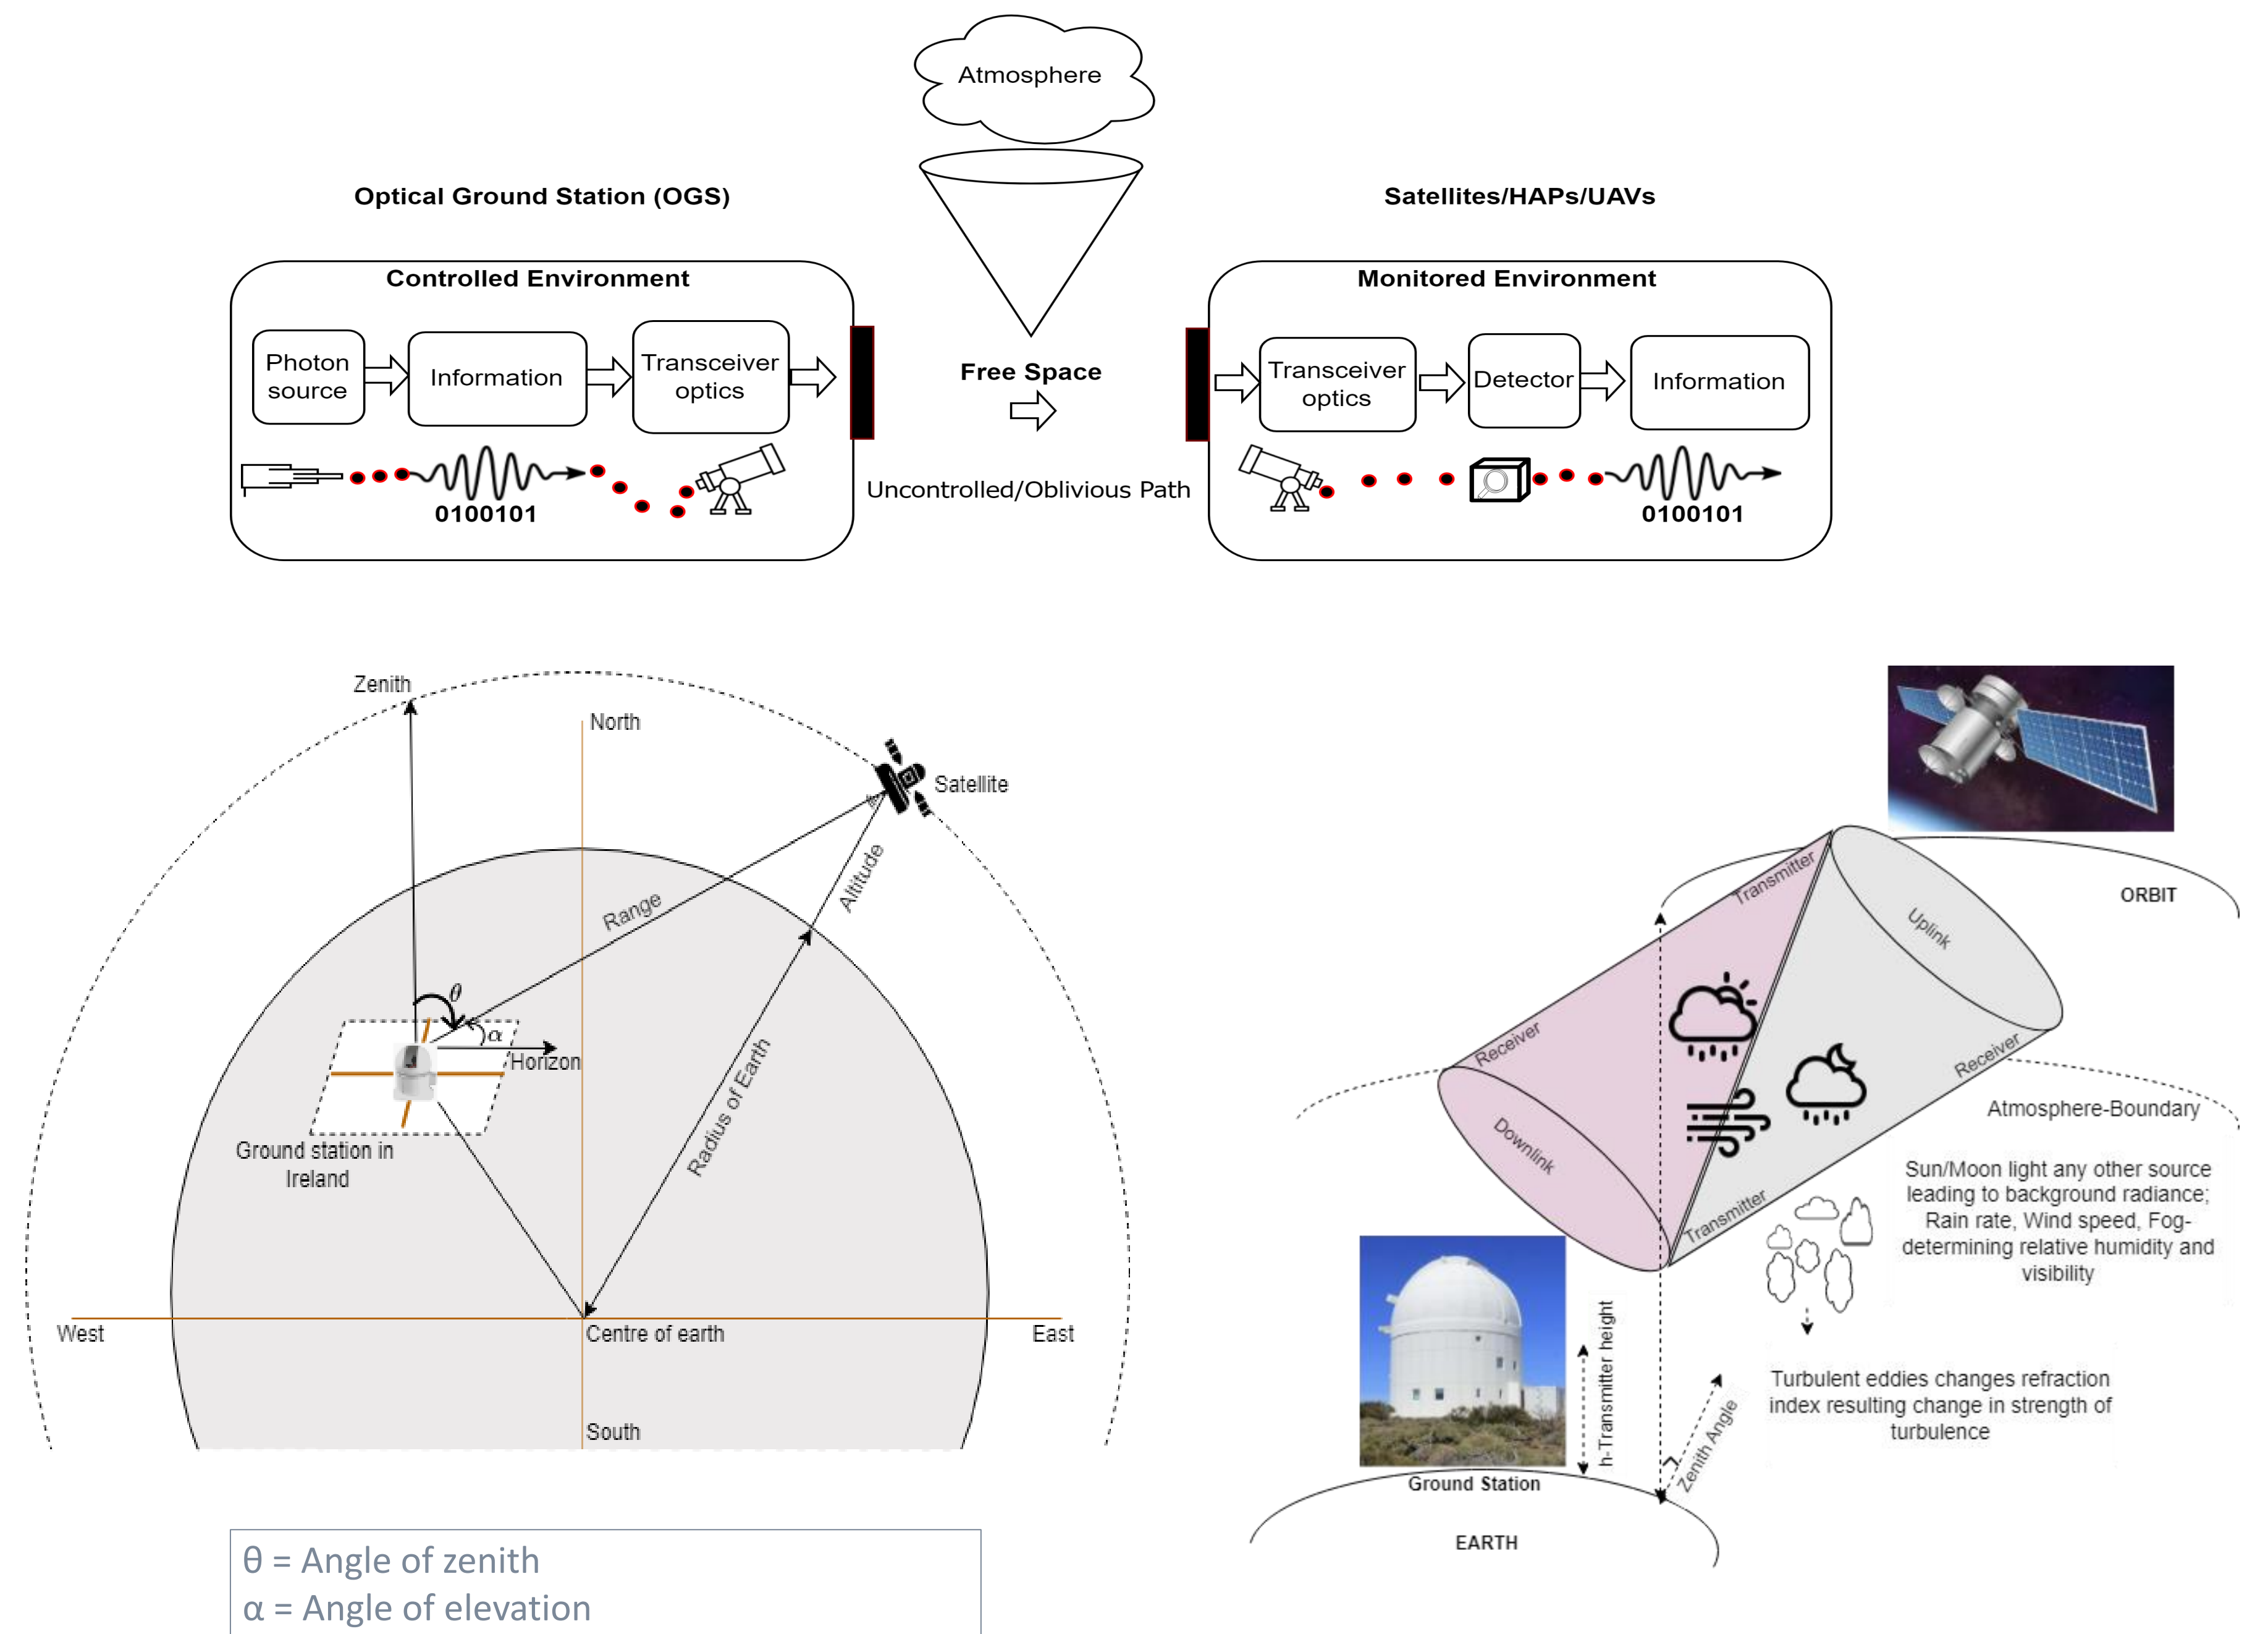 Atmosphere
Optical Ground Station (OGS)
Satellites/HAPs/UAVs
Controlled Environment
Photon
source
Information
Transceiver
optics
0100101
Free Space
Uncontrolled/Oblivious Path
Monitored Environment
Transceiver
optics
Detector
Information
0100101
Zenith
North
Satellite
Altitude
Range
θ
α
Horizon
Radius of Earth
Ground station in
Ireland
West
Centre of earth
East
South
θ = Angle of zenith
α = Angle of elevation
ORBIT
Transmitter
Uplink
Receiver
Receiver
Downlink
Transmitter
Atmosphere-Boundary
Sun/Moon light any other source
leading to background radiance;
Rain rate, Wind speed, Fog-
determining relative humidity and
visibility
h-Transmitter height
Turbulent eddies changes refraction
index resulting change in strength of
turbulence
Zenith Angle
Ground Station
EARTH